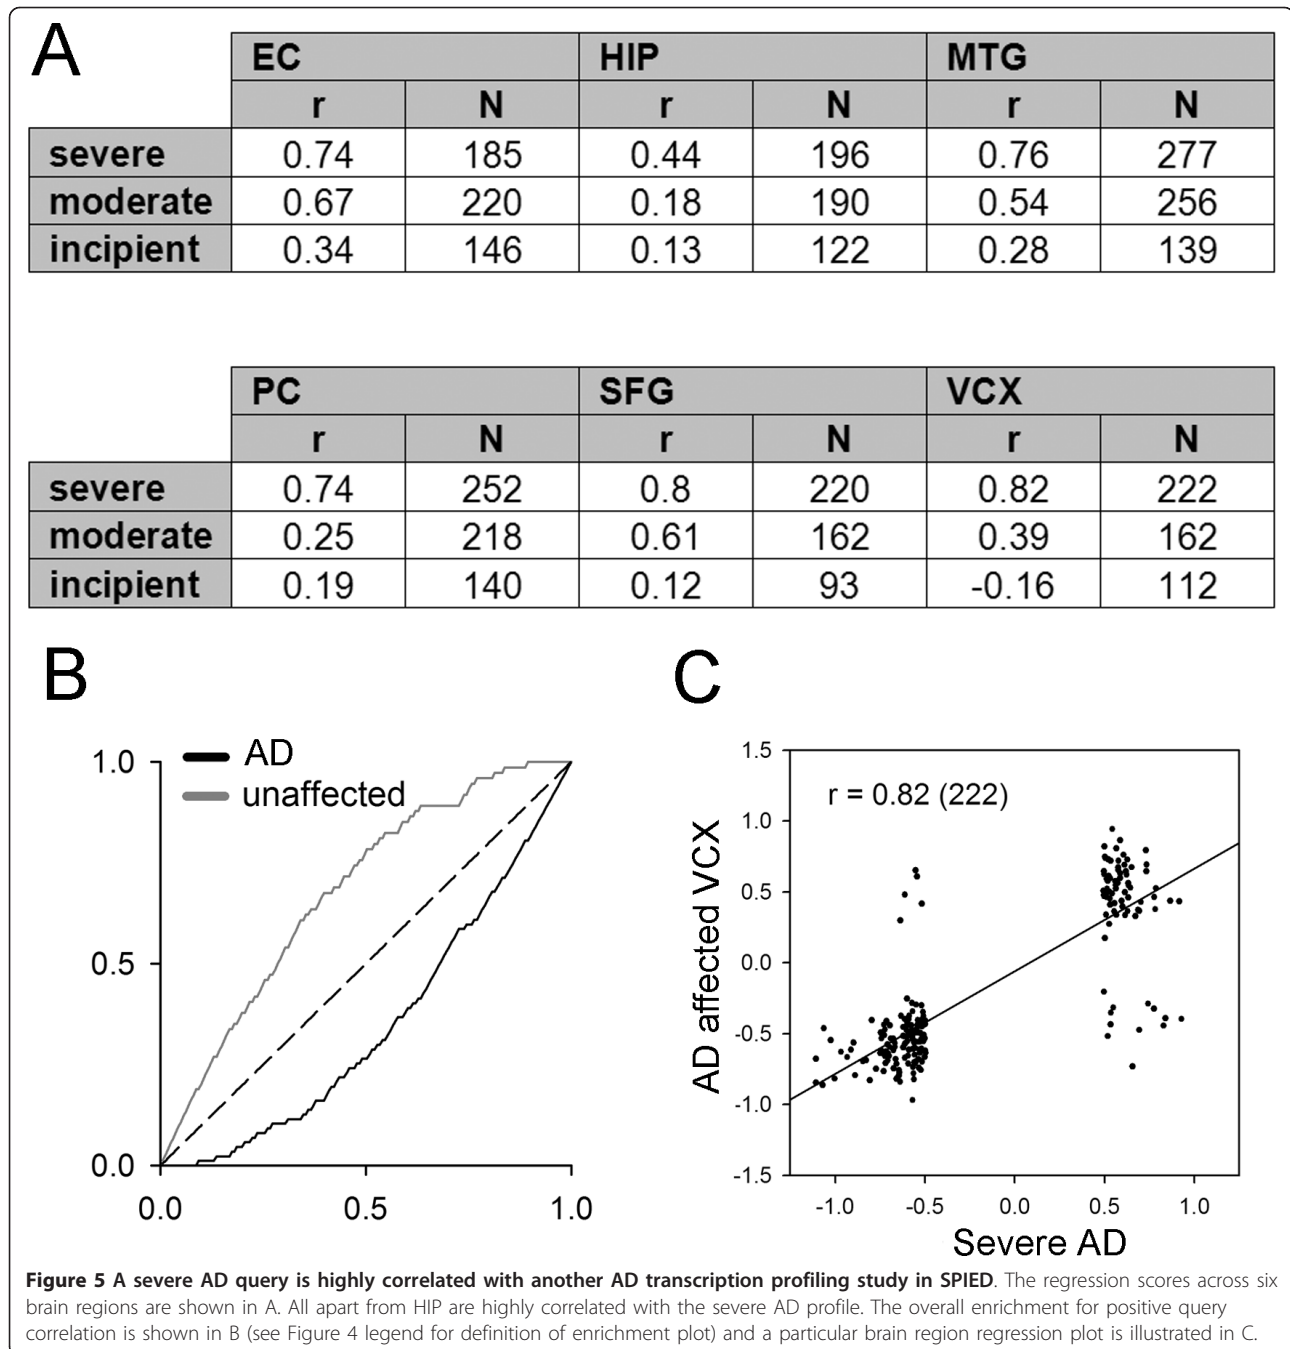 A
EC HIP MTG
r N r N r N
severe 0.74 185 0.44 196 0.76 277
moderate 0.67 220 0.18 190 0.54 256
incipient 0.34 146 0.13 122 0.28 139
PC SFG VCX
r N r N r N
severe 0.74 252 0.8 220 0.82 222
moderate 0.25 218 0.61 162 0.39 162
incipient 0.19 140 0.12 93 -0.16 112
B
1.0
0.5
0.0
0.0 0.5 1.0
AD
unaffected
C
1.5
1.0
0.5
0.0
-0.5
-1.0
-1.5
-1.0 -0.5 0.0 0.5 1.0
r = 0.82 (222)
AD affected VCX
Severe AD
Figure 5 A severe AD query is highly correlated with another AD transcription profiling study in SPIED. The regression scores across six
brain regions are shown in A. All apart from HIP are highly correlated with the severe AD profile. The overall enrichment for positive query
correlation is shown in B (see Figure 4 legend for definition of enrichment plot) and a particular brain region regression plot is illustrated in C.